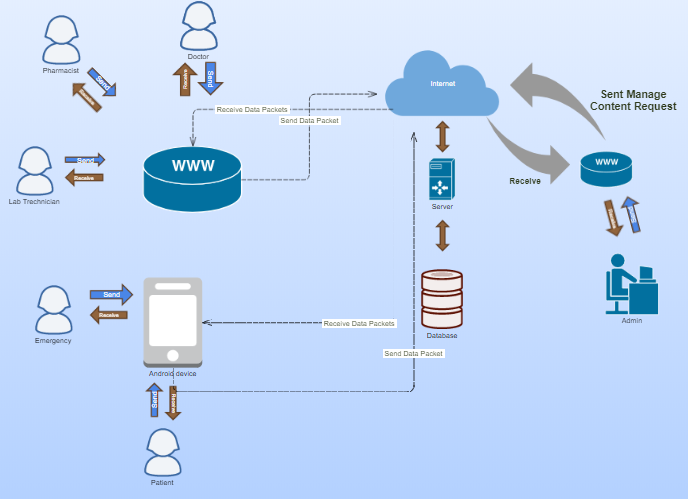 Pharmacist
Send
Receive
Doctor
Receive
Send
Internet
Sent Manage
Content Request
Receive Data Packets
Send Data Packet
WWW
Send
Receive
Lab Trechnician
WWW
Receive
Server
Send
Receive
Emergency
Receive Data Packets
Database
Admin
Send Data Packet
Android device
Send
Receive
Patient